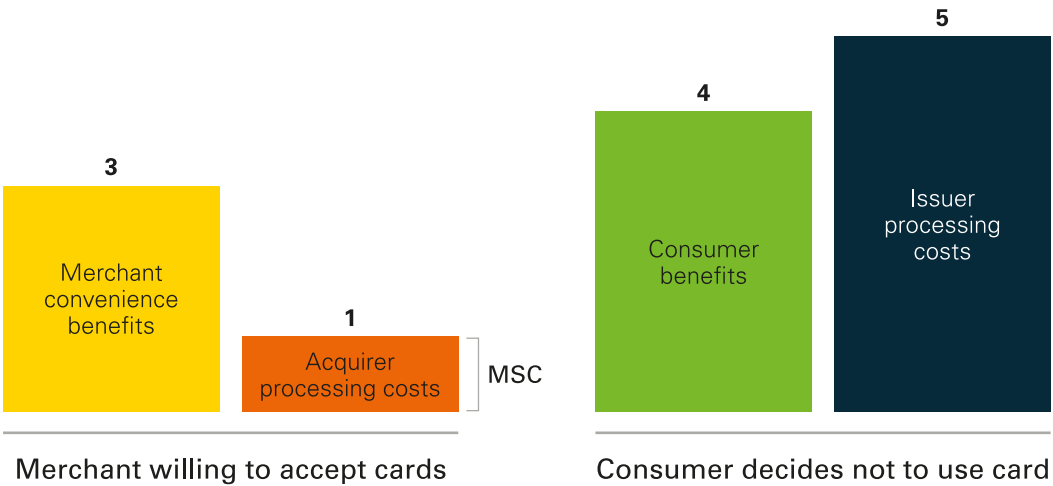 3
Merchant
convenience
benefits
1
Acquirer
processing costs
MSC
Merchant willing to accept cards
4
Consumer
benefits
5
Issuer
processing
costs
Consumer decides not to use card